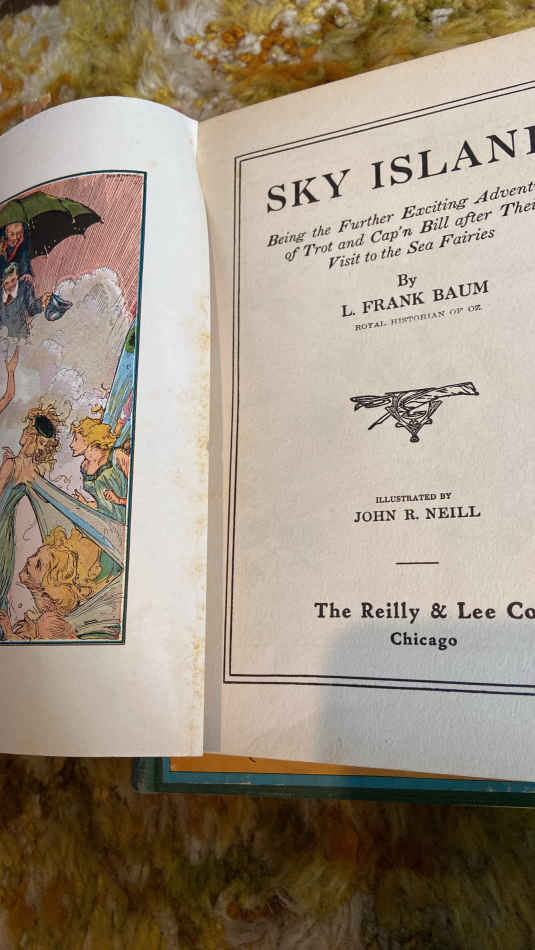 SKY ISLAN
Being the Further Exciting Advent
of Trot and Cap'n Bill after Thei
Visit to the Sea Fairies
By
L. FRANK BAUM
ROYAL HISTORIAN OF OZ
ILLUSTRATED BY
JOHN R. NEILL
The Reilly & Lee Co
Chicago